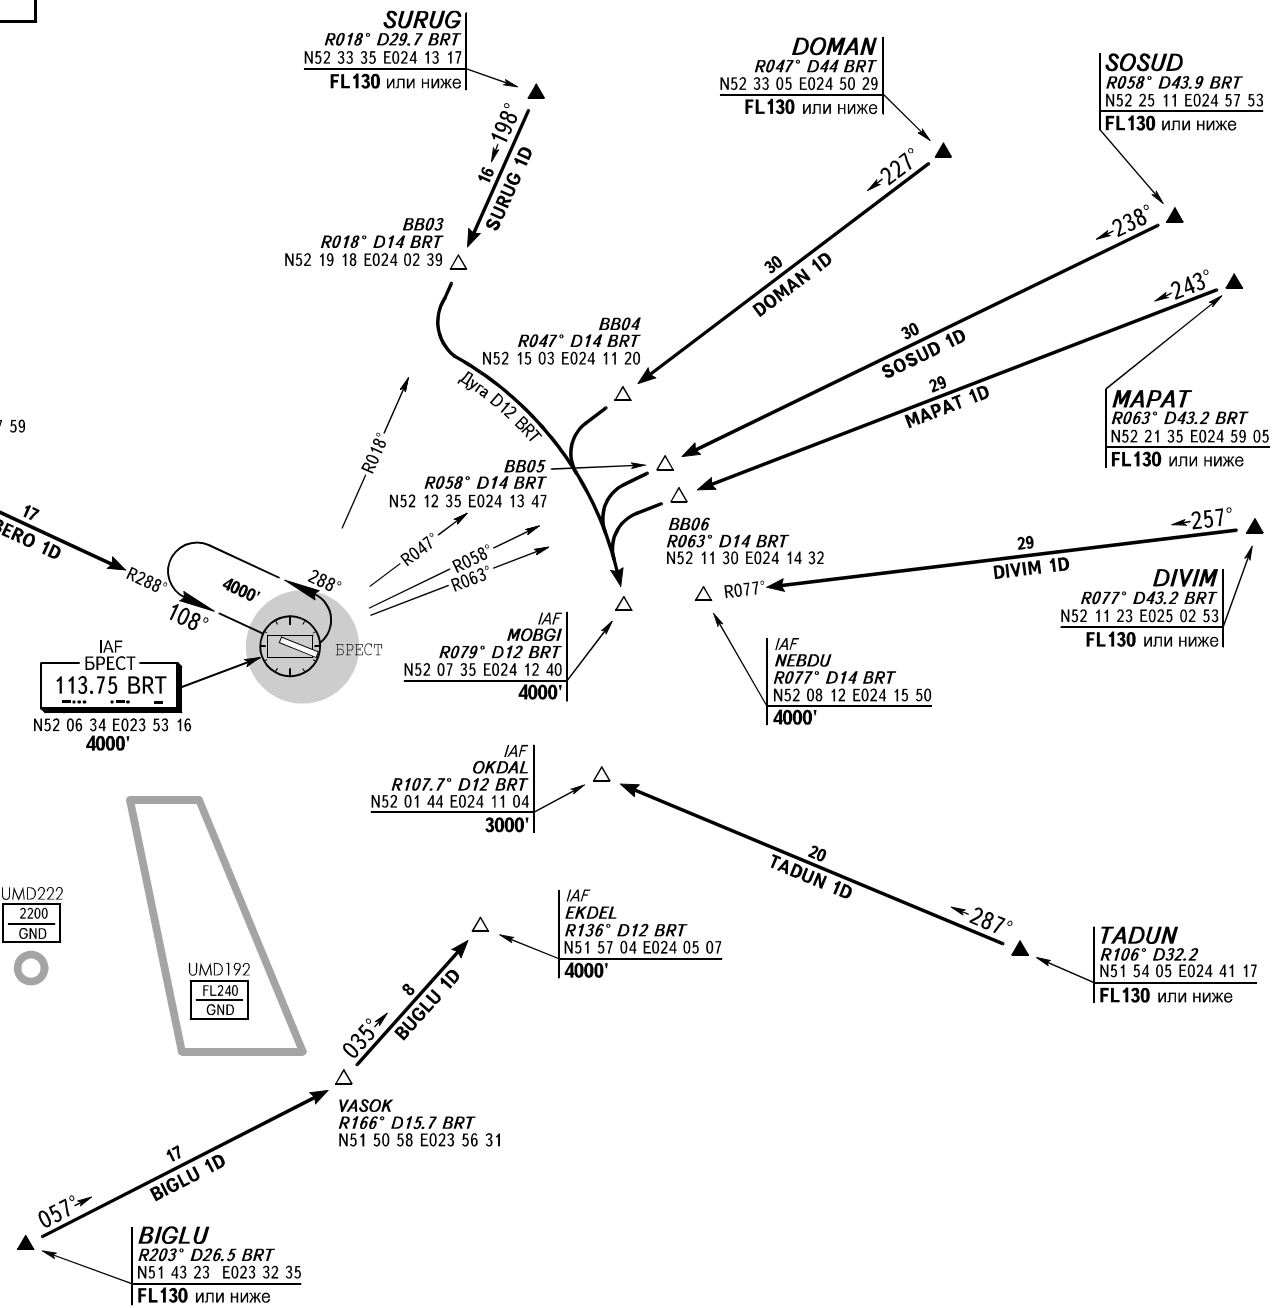 SURUG
R018° D29.7 BRT
N52 33 35 E024 13 17
FL130 или ниже
DOMAN
R047° D44 BRT
N52 33 05 E024 50 29
FL130 или ниже
SOSUD
R058° D43.9 BRT
N52 25 11 E024 57 53
FL130 или ниже
198°
16
SURUG 1D
227°
30
DOMAN 1D
238°
30
SOSUD 1D
243°
29
MAPAT 1D
BB03
R018° D14 BRT
N52 19 18 E024 02 39
BB04
R047° D14 BRT
N52 15 03 E024 11 20
Дуга D12 BRT
MAPAT
R063° D43.2 BRT
N52 21 35 E024 59 05
FL130 или ниже
59
R018°
BB05
R058° D14 BRT
N52 12 35 E024 13 47
R047°
R058°
R063°
BB06
R063° D14 BRT
N52 11 30 E024 14 32
257°
29
DIVIM 1D
R077°
DIVIM
R077° D43.2 BRT
N52 11 23 E025 02 53
FL130 или ниже
17
BERO 1D
R288°
4000'
288°
108°
БРЕСТ
IAF
БРЕСТ
113.75 BRT
N52 06 34 E023 53 16
4000'
IAF
MOBGI
R079° D12 BRT
N52 07 35 E024 12 40
4000'
IAF
NEBDU
R077° D14 BRT
N52 08 12 E024 15 50
4000'
IAF
OKDAL
R107.7° D12 BRT
N52 01 44 E024 11 04
3000'
20
TADUN 1D
287°
TADUN
R106° D32.2
N51 54 05 E024 41 17
FL130 или ниже
UMD222
2200
GND
UMD192
FL240
GND
IAF
EKDEL
R136° D12 BRT
N51 57 04 E024 05 07
4000'
8
BUGLU 1D
035°
VASOK
R166° D15.7 BRT
N51 50 58 E023 56 31
17
BIGLU 1D
057°
BIGLU
R203° D26.5 BRT
N51 43 23 E023 32 35
FL130 или ниже